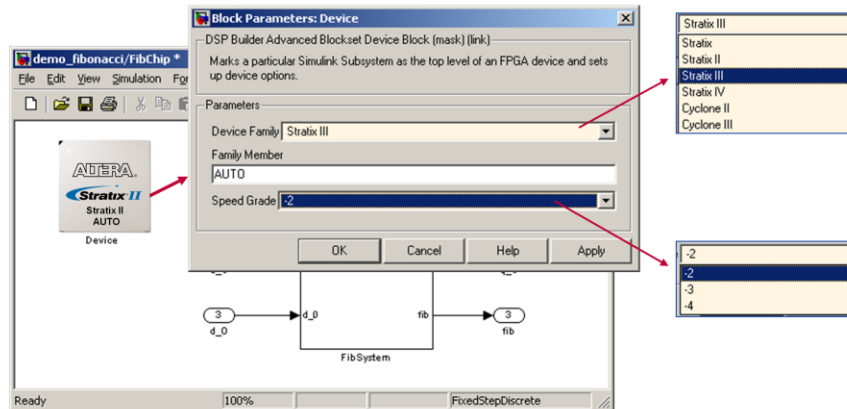 demo_fibonacci/FibChip *
File Edit View Simulation For
ALTERA.
Stratix II
Stratix II
AUTO
Device
Block Parameters: Device
DSP Builder Advanced Blockset Device Block (mask) (link)
Marks a particular Simulink Subsystem as the top level of an FPGA device and sets
up device options.
Parameters
Device Family Stratix III
Family Member
AUTO
Speed Grade -2
OK Cancel Help Apply
3 d_0 fib 3
d_0 fib
FibSystem
Ready 100% FixedStepDiscrete
Stratix III
Stratix
Stratix II
Stratix III
Stratix IV
Cyclone II
Cyclone III
-2
-2
-3
-4